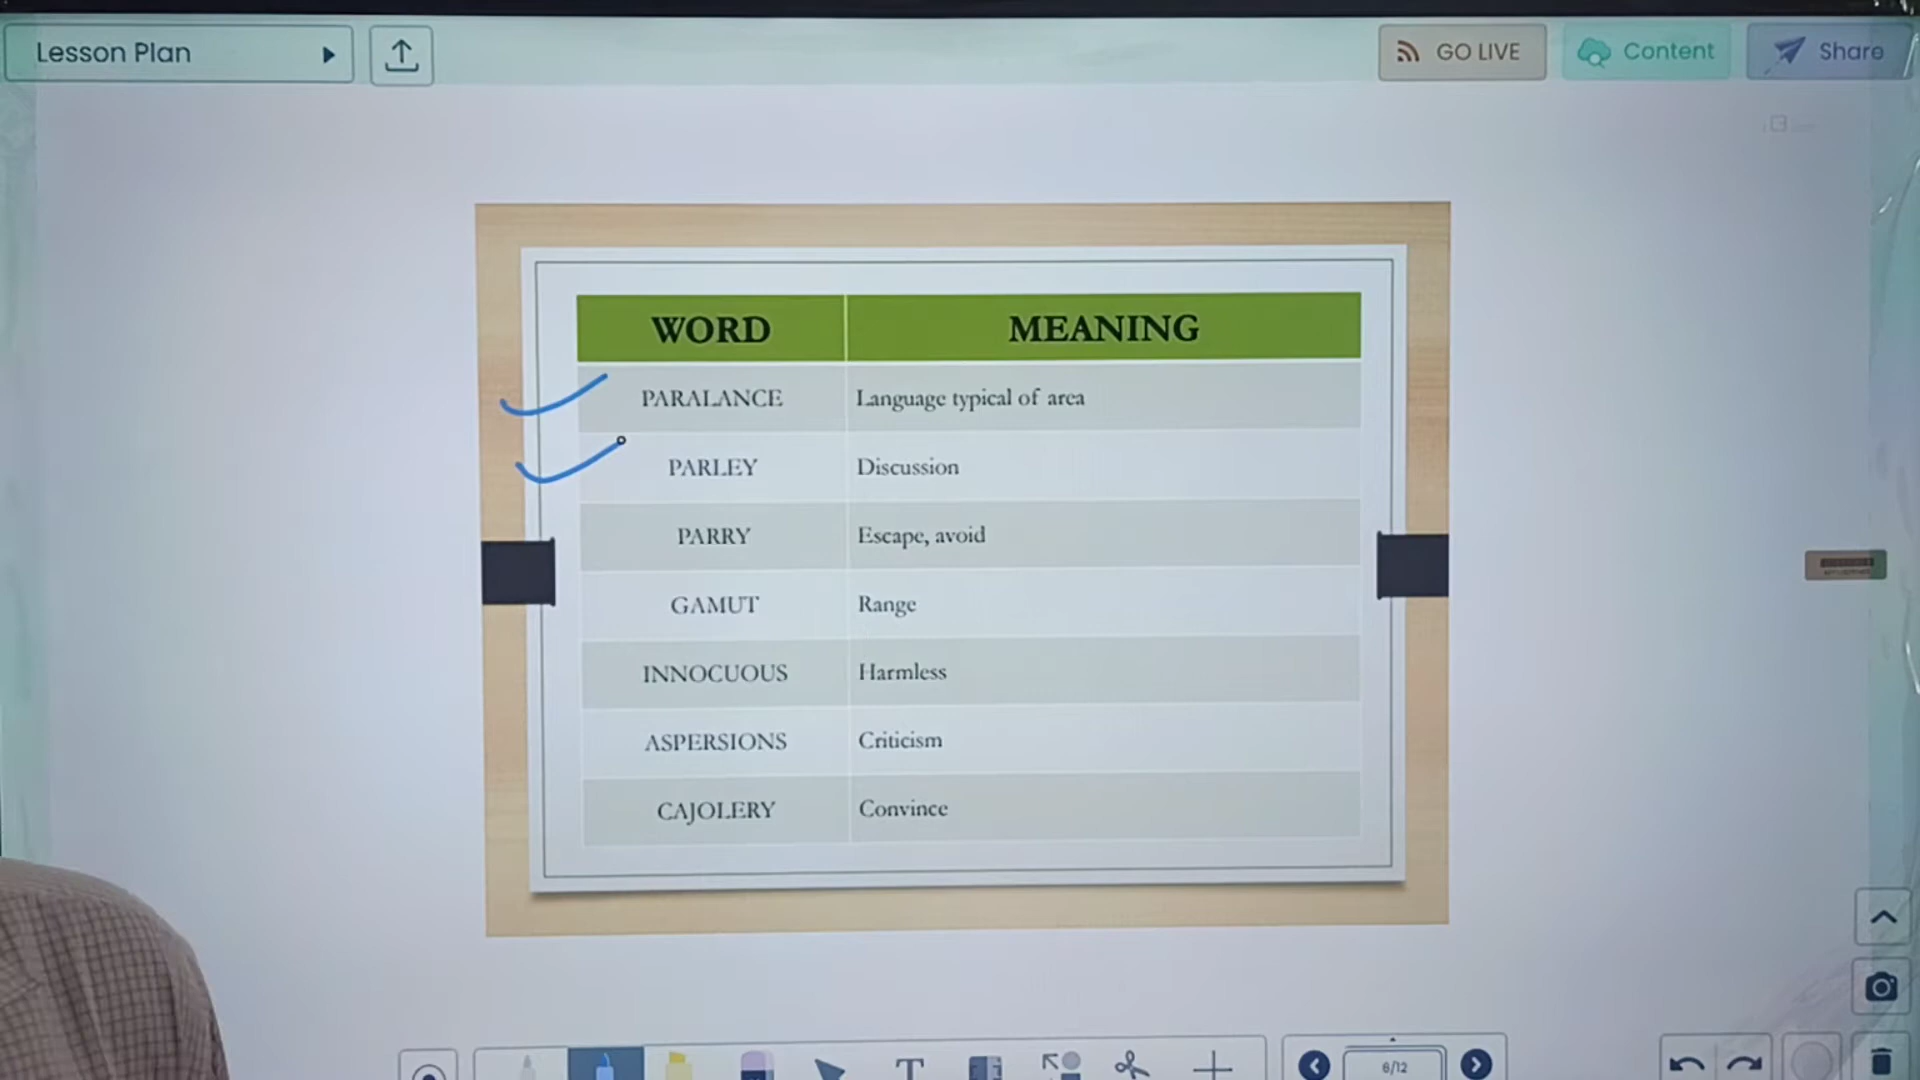 Lesson Plan
GO LIVE
Content
Share
WORD MEANING
PARALANCE Language typical of area
PARLEY Discussion
PARRY Escape, avoid
GAMUT Range
INNOCUOUS Harmless
ASPERSIONS Criticism
CAJOLERY Convince
T
6/12